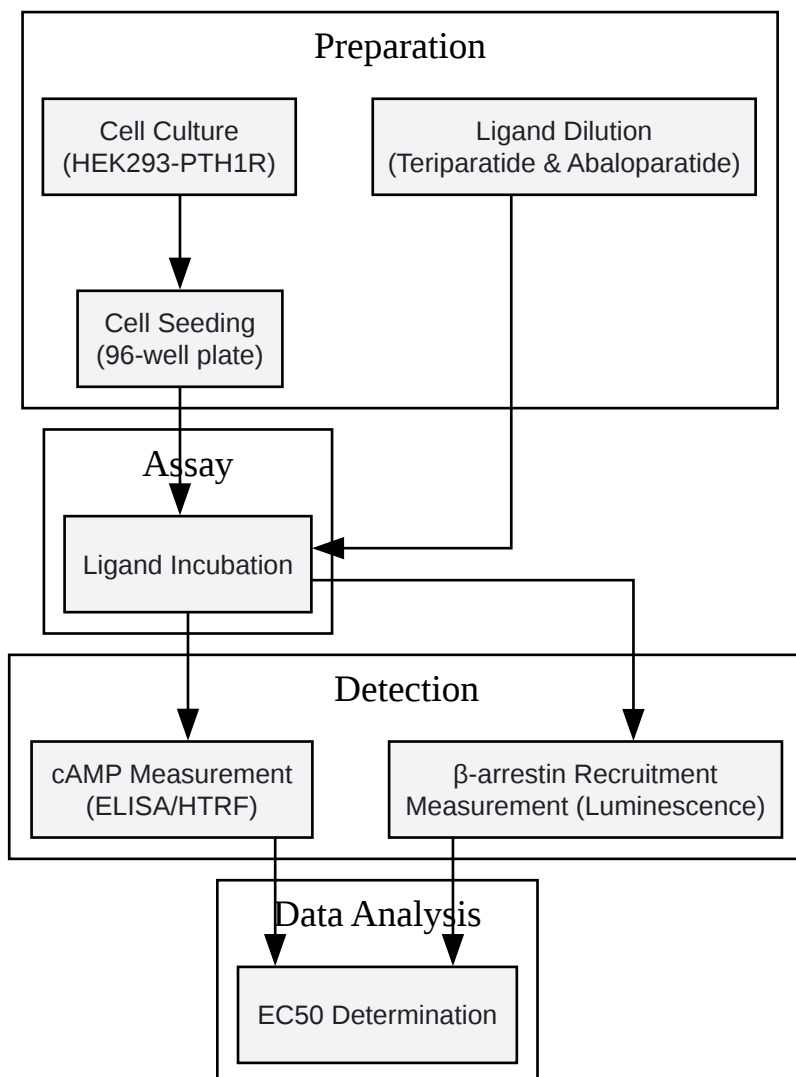 Preparation
Cell Culture
(HEK293-PTH1R)
Ligand Dilution
(Teriparatide & Abaloparatide)
Cell Seeding
(96-well plate)
Assay
Ligand Incubation
Detection
cAMP Measurement
(ELISA/HTRF)
β-arrestin Recruitment
Measurement (Luminescence)
Data Analysis
EC50 Determination